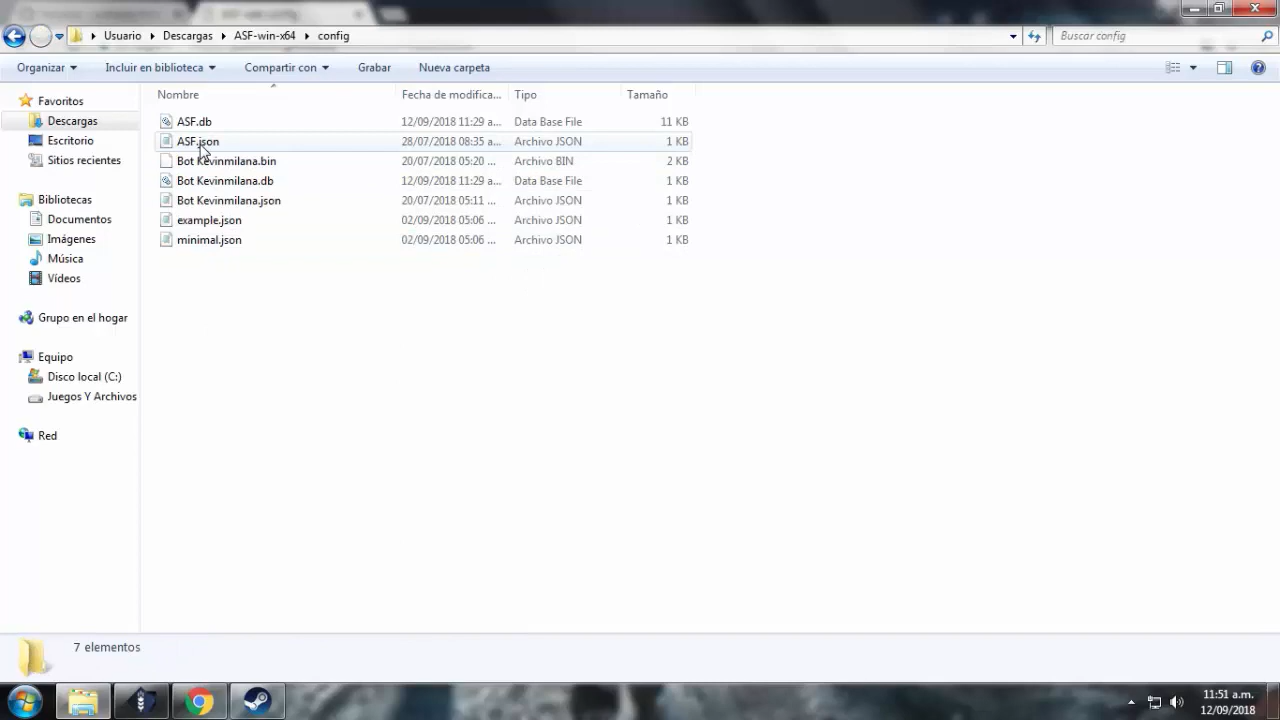 Usuario Descargas ASF-win-x64 config Buscar config
Organizar Incluir en biblioteca Compartir con Grabar Nueva carpeta
Nombre Fecha de modifica... Tipo Tamaño
Favoritos
Descargas
Escritorio
Sitios recientes
Bibliotecas
Documentos
Imágenes
Música
Vídeos
Grupo en el hogar
Equipo
Disco local (C:)
Juegos Y Archivos
Red
ASF.db 12/09/2018 11:29 a... Data Base File 11 KB
ASF.json 28/07/2018 08:35 a... Archivo JSON 1 KB
Bot Kevinmilana.bin 20/07/2018 05:20 ... Archivo BIN 2 KB
Bot Kevinmilana.db 12/09/2018 11:29 a... Data Base File 1 KB
Bot Kevinmilana.json 20/07/2018 05:11 ... Archivo JSON 1 KB
example.json 02/09/2018 05:06 ... Archivo JSON 1 KB
minimal.json 02/09/2018 05:06 ... Archivo JSON 1 KB
7 elementos
11:51 a.m.
12/09/2018